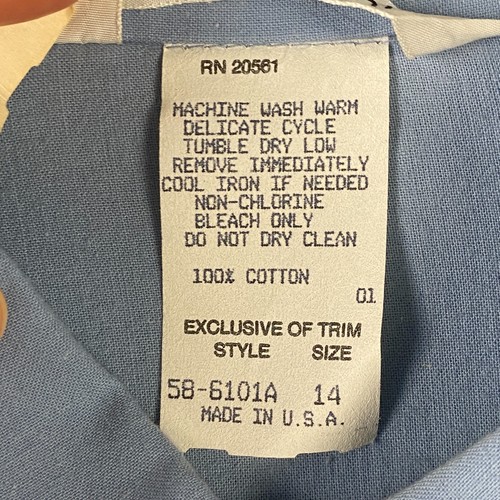 RN 20561
MACHINE WASH WARM
DELICATE CYCLE
TUMBLE DRY LOW
REMOVE IMMEDIATELY
COOL IRON IF NEEDED
NON-CHLORINE
BLEACH ONLY
DO NOT DRY CLEAN
100% COTTON
01
EXCLUSIVE OF TRIM
STYLE SIZE
58-6101A 14
MADE IN U.S.A.